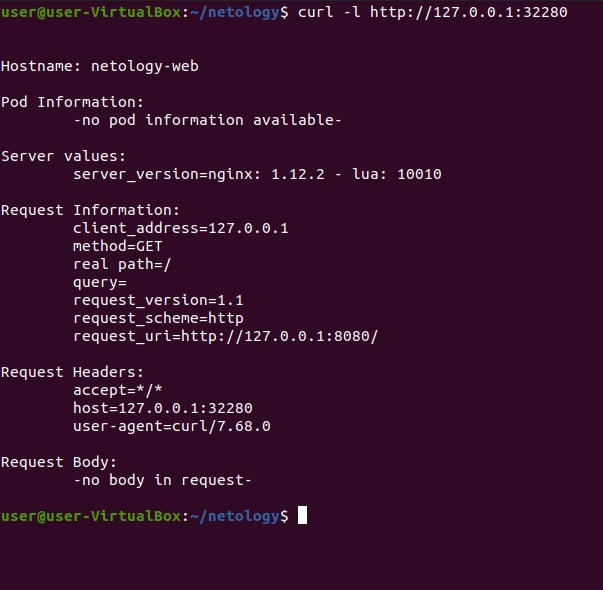 user@user-VirtualBox:~/netology$ curl -l http://127.0.0.1:32280
Hostname: netology-web
Pod Information:
-no pod information available-
Server values:
server_version=nginx: 1.12.2 - lua: 10010
Request Information:
client_address=127.0.0.1
method=GET
real path=/
query=
request_version=1.1
request_scheme=http
request_uri=http://127.0.0.1:8080/
Request Headers:
accept=*/*
host=127.0.0.1:32280
user-agent=curl/7.68.0
Request Body:
-no body in request-
user@user-VirtualBox:~/netology$